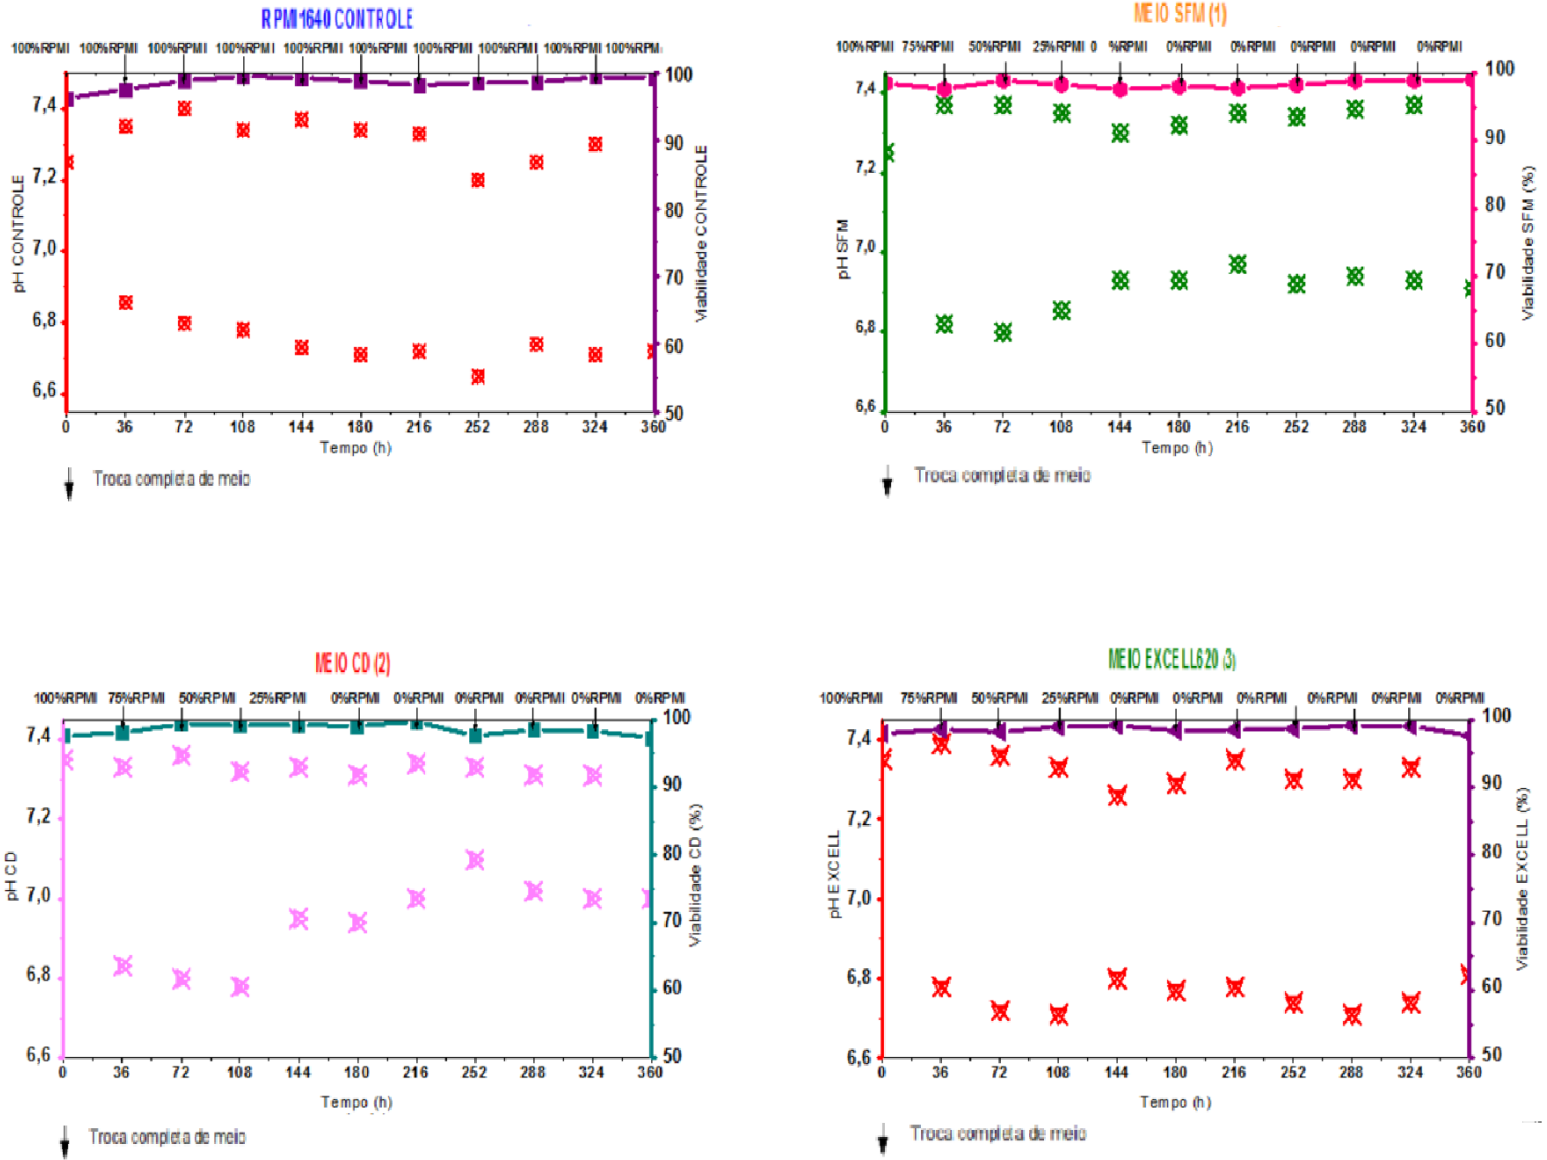 RPMI1640 CONTROLE
100%RPMI 100%RPMI 100%RPMI 100%RPMI 100%RPMI 100%RPMI 100%RPMI 100%RPMI 100%RPMI 100%RPMI
7,4
7,2
7,0
6,8
6,6
pH CONTROLE
100
90
80
70
60
50
Viabilidade CONTROLE
0 36 72 108 144 180 216 252 288 324 360
Tempo (h)
Troca completa de meio
MEIO SFM (1)
100%RPMI 75%RPMI 50%RPMI 25%RPMI 0 %RPMI 0%RPMI 0%RPMI 0%RPMI 0%RPMI 0%RPMI
7,4
7,2
7,0
6,8
6,6
pH SFM
100
90
80
70
60
50
Viabilidade SFM (%)
0 36 72 108 144 180 216 252 288 324 360
Tempo (h)
Troca completa de meio
MEIO CD (2)
100%RPMI 75%RPMI 50%RPMI 25%RPMI 0%RPMI 0%RPMI 0%RPMI 0%RPMI 0%RPMI 0%RPMI
7,4
7,2
7,0
6,8
6,6
pH CD
100
90
80
70
60
50
Viabilidade CD (%)
0 36 72 108 144 180 216 252 288 324 360
Tempo (h)
Troca completa de meio
MEIO EXCELL620 (3)
100%RPMI 75%RPMI 50%RPMI 25%RPMI 0%RPMI 0%RPMI 0%RPMI 0%RPMI 0%RPMI 0%RPMI
7,4
7,2
7,0
6,8
6,6
pH EXCELL
100
90
80
70
60
50
Viabilidade EXCELL (%)
0 36 72 108 144 180 216 252 288 324 360
Tempo (h)
Troca completa de meio